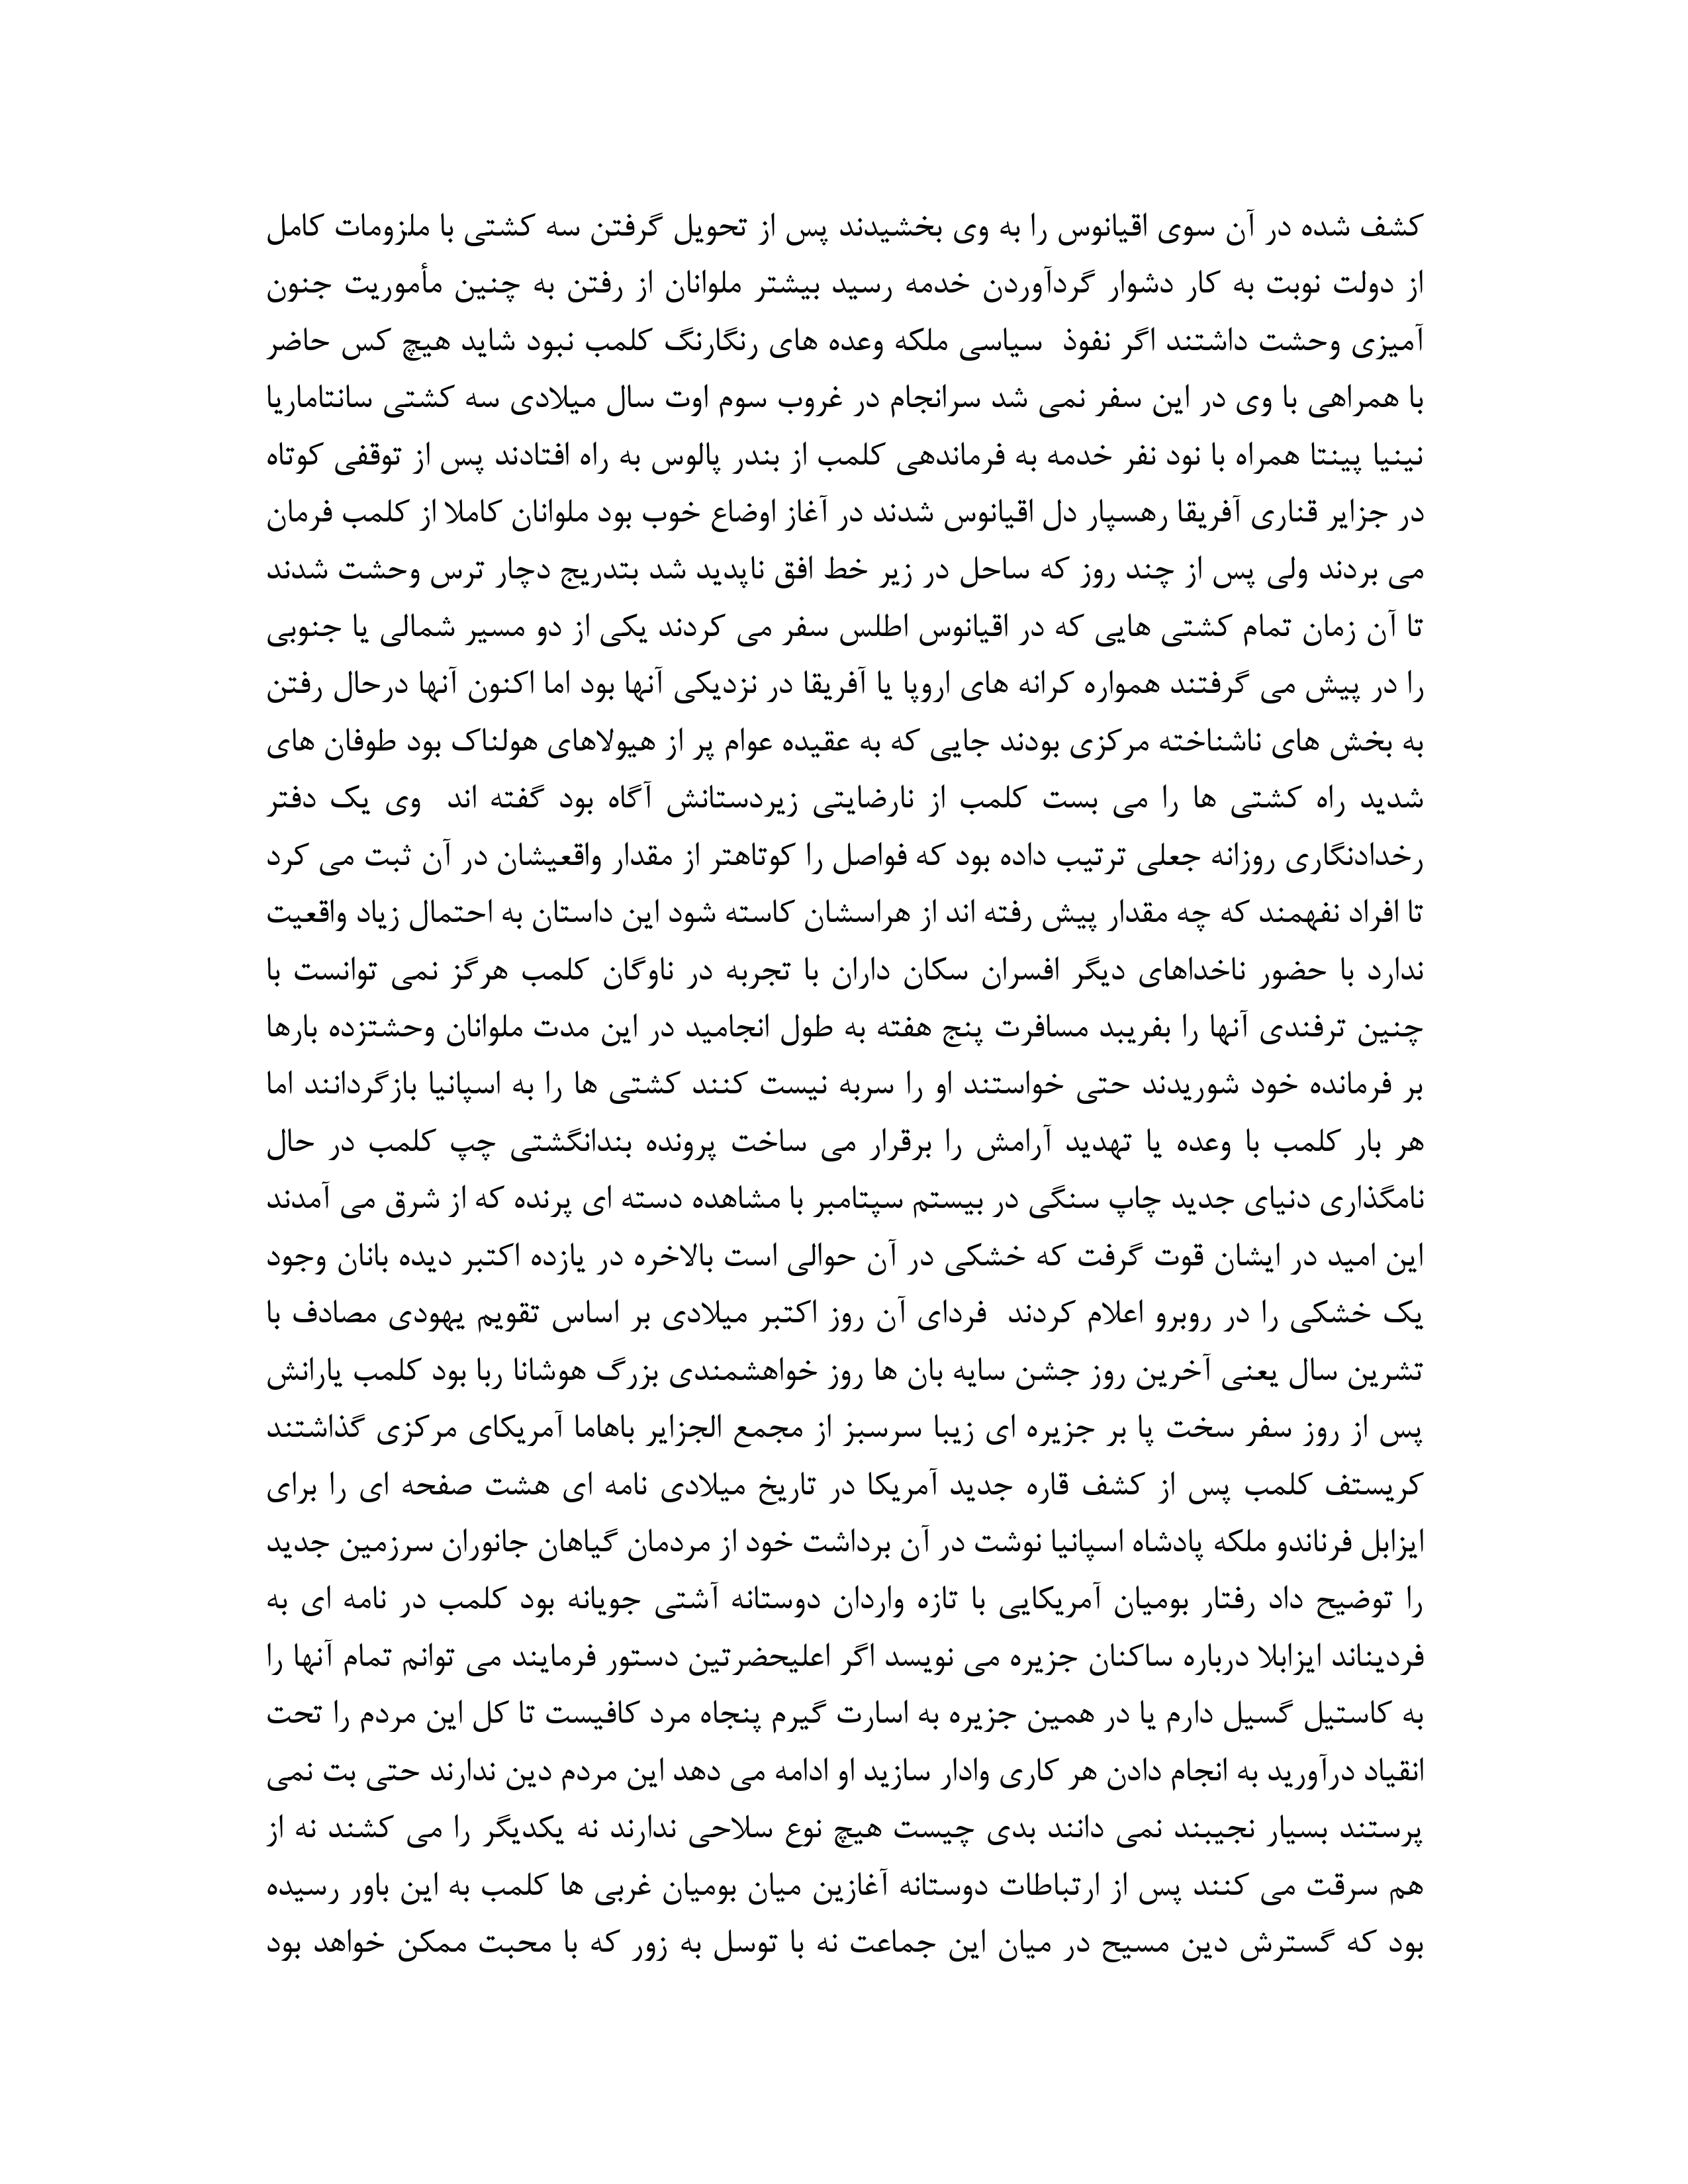 کشف شده در آن سوی اقیانوس را به وی بخشیدند پس از تحویل گرفتن سه کشتی با ملزومات کامل
از دولت نوبت به کار دشوار گردآوردن خدمه رسید بیشتر ملوانان از رفتن به چنین مأموریت جنون
آمیزی وحشت داشتند اگر نفوذ سیاسی ملکه وعده های رنگارنگ کلمب نبود شاید هیچ کس حاضر
با همراهی با وی در این سفر نمی شد سرانجام در غروب سوم اوت سال میلادی سه کشتی سانتاماریا
نینیا پینتا همراه با نود نفر خدمه به فرماندهی کلمب از بندر پالوس به راه افتادند پس از توقفی کوتاه
در جزایر قناری آفریقا رهسپار دل اقیانوس شدند در آغاز اوضاع خوب بود ملوانان کاملا از کلمب فرمان
می بردند ولی پس از چند روز که ساحل در زیر خط افق ناپدید شد بتدریج دچار ترس وحشت شدند
تا آن زمان تمام کشتی هایی که در اقیانوس اطلس سفر می کردند یکی از دو مسیر شمالی یا جنوبی
را در پیش می گرفتند همواره کرانه های اروپا یا آفریقا در نزدیکی آنها بود اما اکنون آنها درحال رفتن
به بخش های ناشناخته مرکزی بودند جایی که به عقیده عوام پر از هیولاهای هولناک بود طوفان های
شدید راه کشتی ها را می بست کلمب از نارضایتی زیردستانش آگاه بود گفته اند وی یک دفتر
رخدادنگاری روزانه جعلی ترتیب داده بود که فواصل را کوتاهتر از مقدار واقعیشان در آن ثبت می کرد
تا افراد نفهمند که چه مقدار پیش رفته اند از هراسشان کاسته شود این داستان به احتمال زیاد واقعیت
ندارد با حضور ناخداهای دیگر افسران سکان داران با تجربه در ناوگان کلمب هرگز نمی توانست با
چنین ترفندی آنها را بفریبد مسافرت پنج هفته به طول انجامید در این مدت ملوانان وحشتزده بارها
بر فرمانده خود شوریدند حتی خواستند او را سربه نیست کنند کشتی ها را به اسپانیا بازگردانند اما
هر بار کلمب با وعده یا تهدید آرامش را برقرار می ساخت پرونده بندانگشتی چپ کلمب در حال
نامگذاری دنیای جدید چاپ سنگی در بیستم سپتامبر با مشاهده دسته ای پرنده که از شرق می آمدند
این امید در ایشان قوت گرفت که خشکی در آن حوالی است بالاخره در یازده اکتبر دیده بانان وجود
یک خشکی را در روبرو اعلام کردند فردای آن روز اکتبر میلادی بر اساس تقویم یهودی مصادف با
تشرین سال یعنی آخرین روز جشن سایه بان ها روز خواهشمندی بزرگ هوشانا ربا بود کلمب یارانش
پس از روز سفر سخت پا بر جزیره ای زیبا سرسبز از مجمع الجزایر باهاما آمریکای مرکزی گذاشتند
کریستف کلمب پس از کشف قاره جدید آمریکا در تاریخ میلادی نامه ای هشت صفحه ای را برای
ایزابل فرناندو ملکه پادشاه اسپانیا نوشت در آن برداشت خود از مردمان گیاهان جانوران سرزمین جدید
را توضیح داد رفتار بومیان آمریکایی با تازه واردان دوستانه آشتی جویانه بود کلمب در نامه ای به
فردیناند ایزابلا درباره ساکنان جزیره می نویسد اگر اعلیحضرتین دستور فرمایند می توانم تمام آنها را
به کاستیل گسیل دارم یا در همین جزیره به اسارت گیرم پنجاه مرد کافیست تا کل این مردم را تحت
انقیاد درآورید به انجام دادن هر کاری وادار سازید او ادامه می دهد این مردم دین ندارند حتی بت نمی
پرستند بسیار نجیبند نمی دانند بدی چیست هیچ نوع سلاحی ندارند نه یکدیگر را می کشند نه از
هم سرقت می کنند پس از ارتباطات دوستانه آغازین میان بومیان غربی ها کلمب به این باور رسیده
بود که گسترش دین مسیح در میان این جماعت نه با توسل به زور که با محبت ممکن خواهد بود